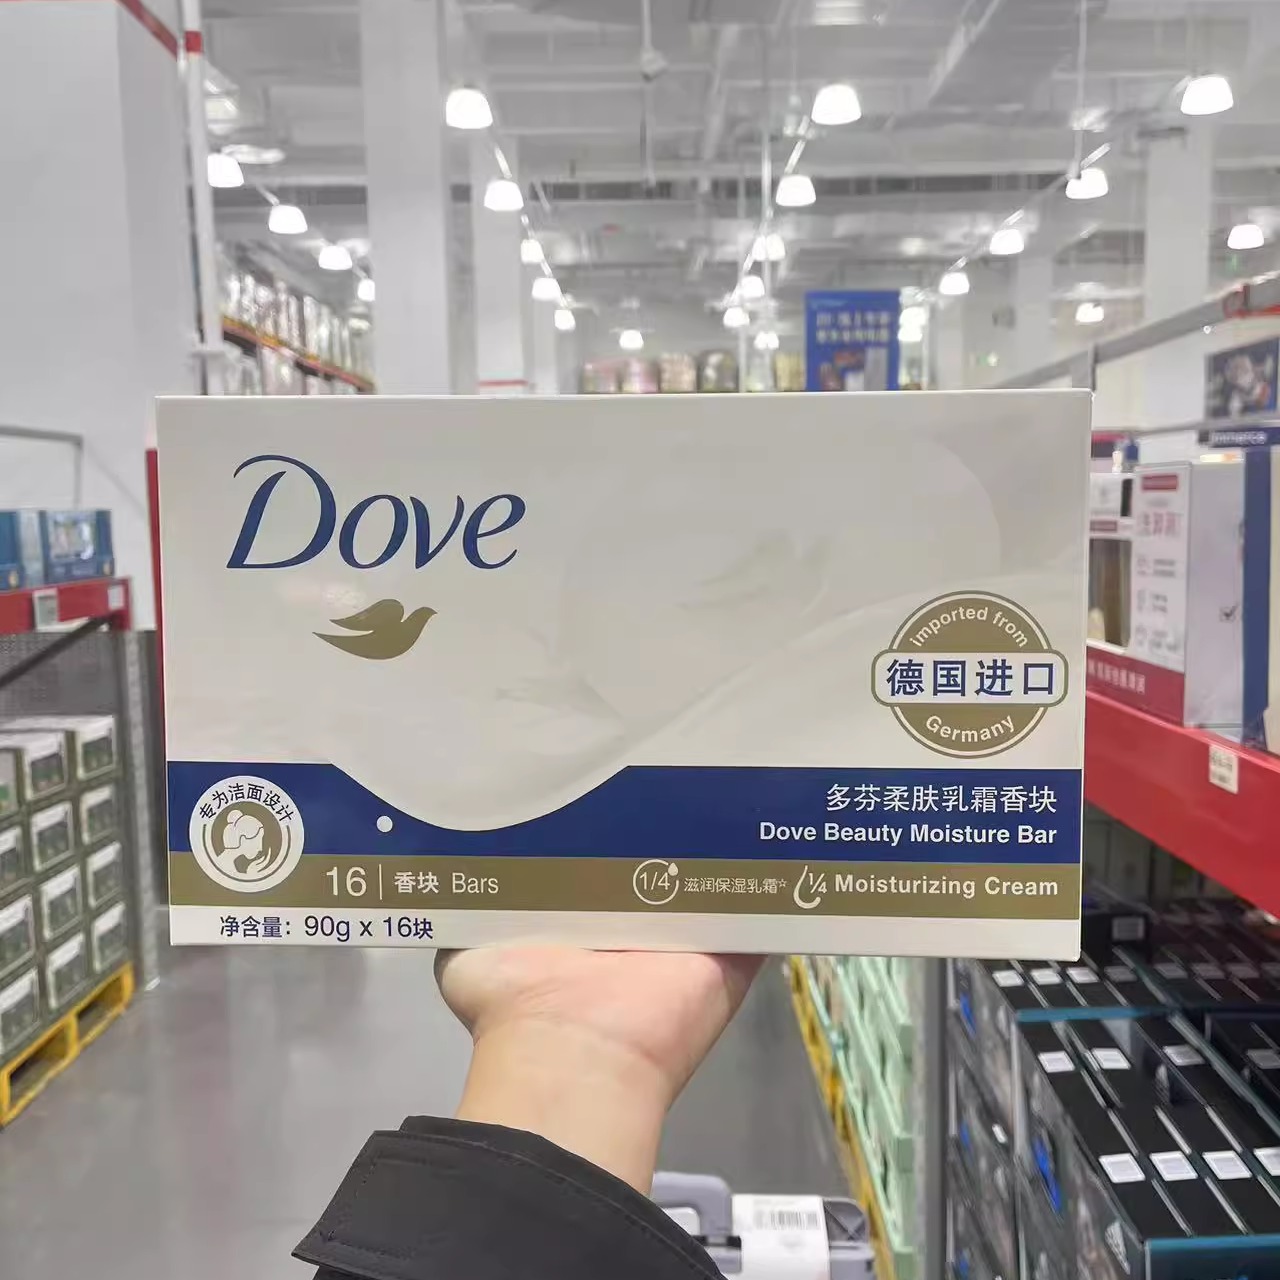 Dove
imported from
德国进口
Germany
专为洁面设计
多芬柔肤乳霜香块
Dove Beauty Moisture Bar
16 香块 Bars
1/4 滋润保湿乳霜☆ 1/4 Moisturizing Cream
净含量：90g x 16块